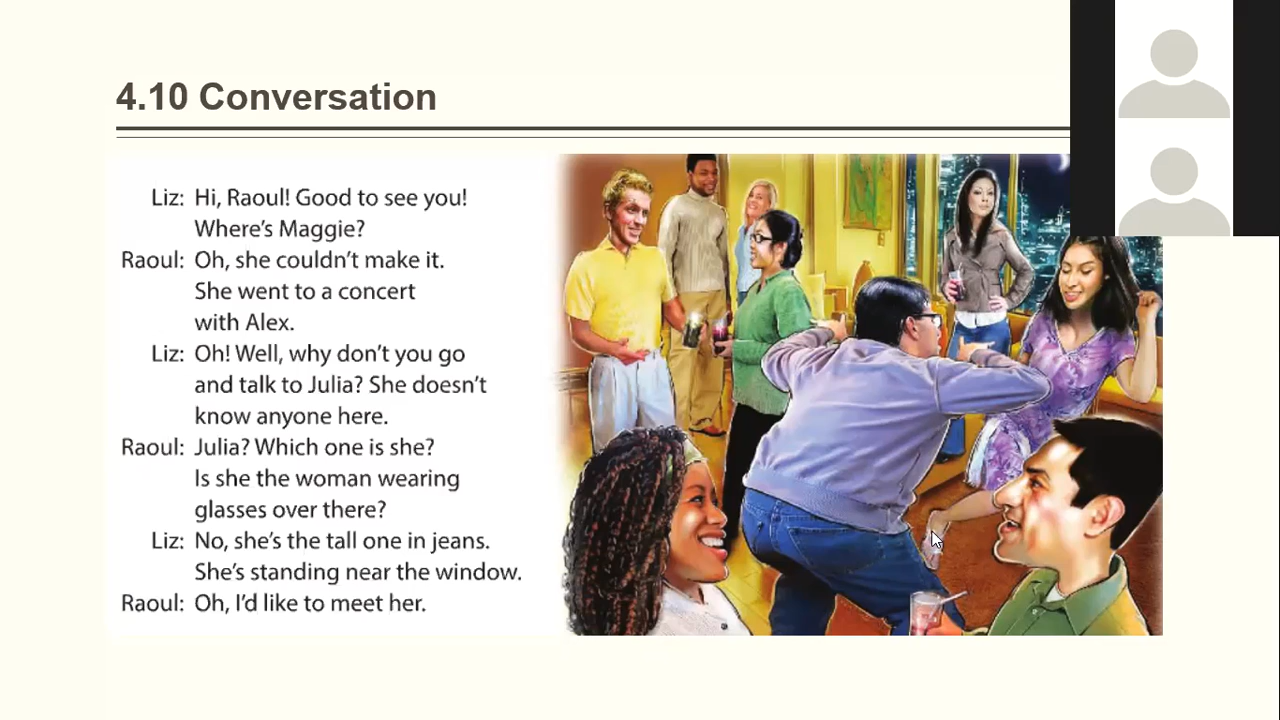 4.10 Conversation
Liz: Hi, Raoul! Good to see you!
Where's Maggie?
Raoul: Oh, she couldn't make it.
She went to a concert
with Alex.
Liz: Oh! Well, why don't you go
and talk to Julia? She doesn't
know anyone here.
Raoul: Julia? Which one is she?
Is she the woman wearing
glasses over there?
Liz: No, she's the tall one in jeans.
She's standing near the window.
Raoul: Oh, I'd like to meet her.